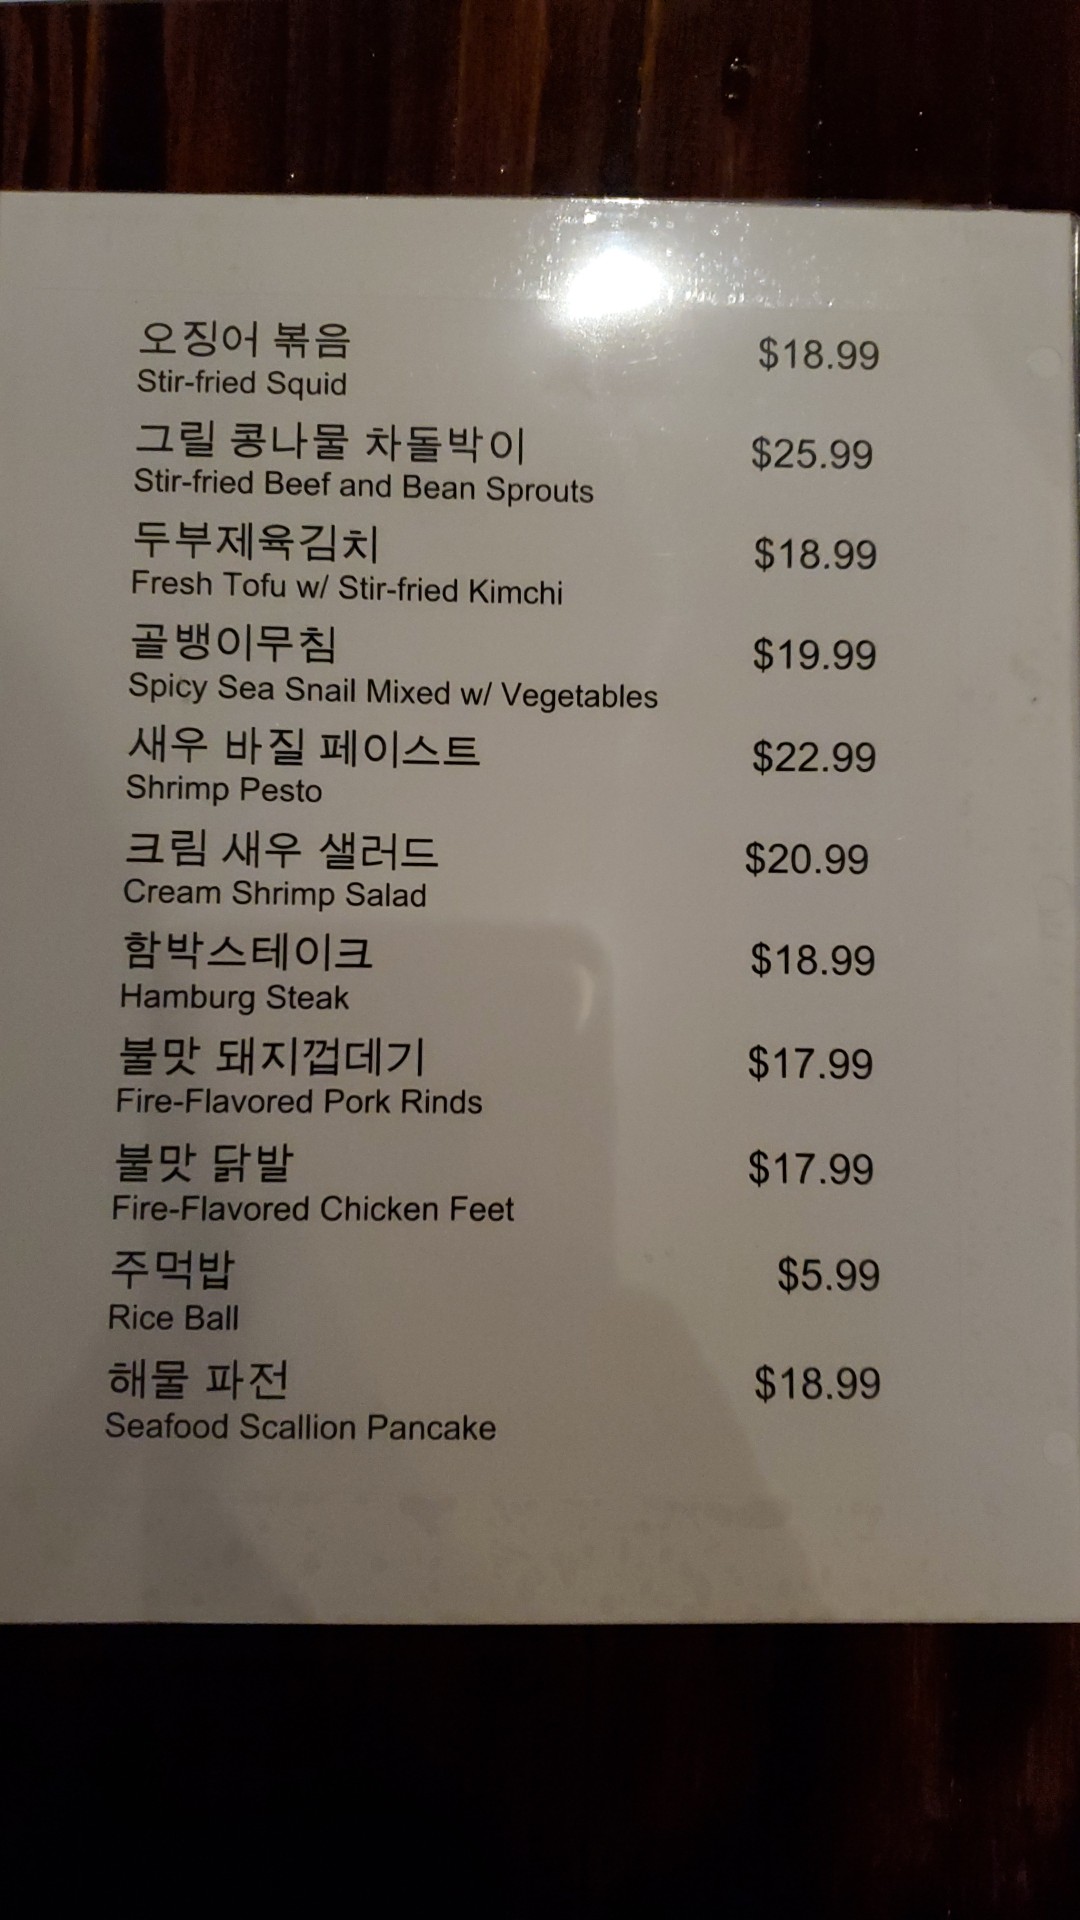 오징어 볶음 $18.99
Stir-fried Squid
그릴 콩나물 차돌박이 $25.99
Stir-fried Beef and Bean Sprouts
두부제육김치 $18.99
Fresh Tofu w/ Stir-fried Kimchi
골뱅이무침 $19.99
Spicy Sea Snail Mixed w/ Vegetables
새우 바질 페이스트 $22.99
Shrimp Pesto
크림 새우 샐러드 $20.99
Cream Shrimp Salad
함박스테이크 $18.99
Hamburg Steak
불맛 돼지껍데기 $17.99
Fire-Flavored Pork Rinds
불맛 닭발 $17.99
Fire-Flavored Chicken Feet
주먹밥 $5.99
Rice Ball
해물 파전 $18.99
Seafood Scallion Pancake